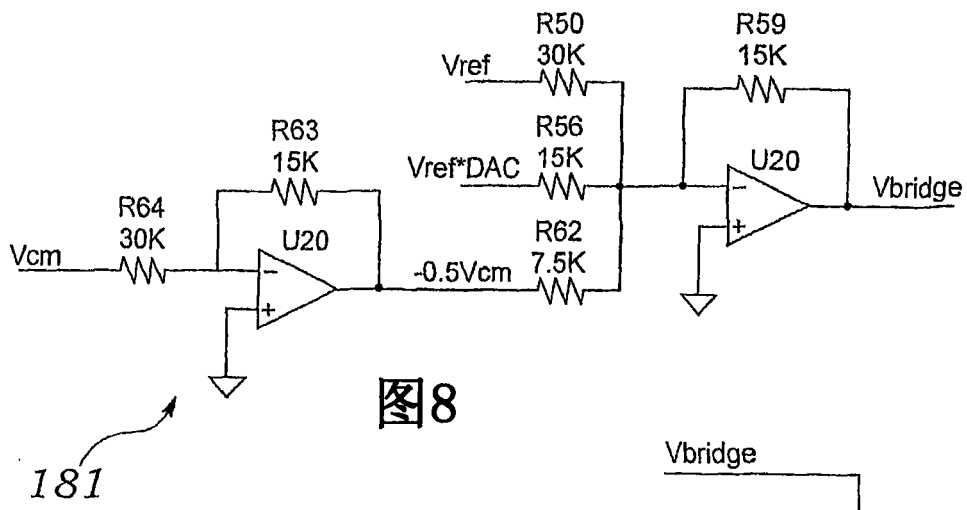 R50
30K
Vref
R59
15K
R56
15K
Vref*DAC
U20
Vbridge
R63
15K
R64
30K
Vcm
U20
R62
7.5K
-0.5Vcm
-
+
-
+
图8
181
Vbridge